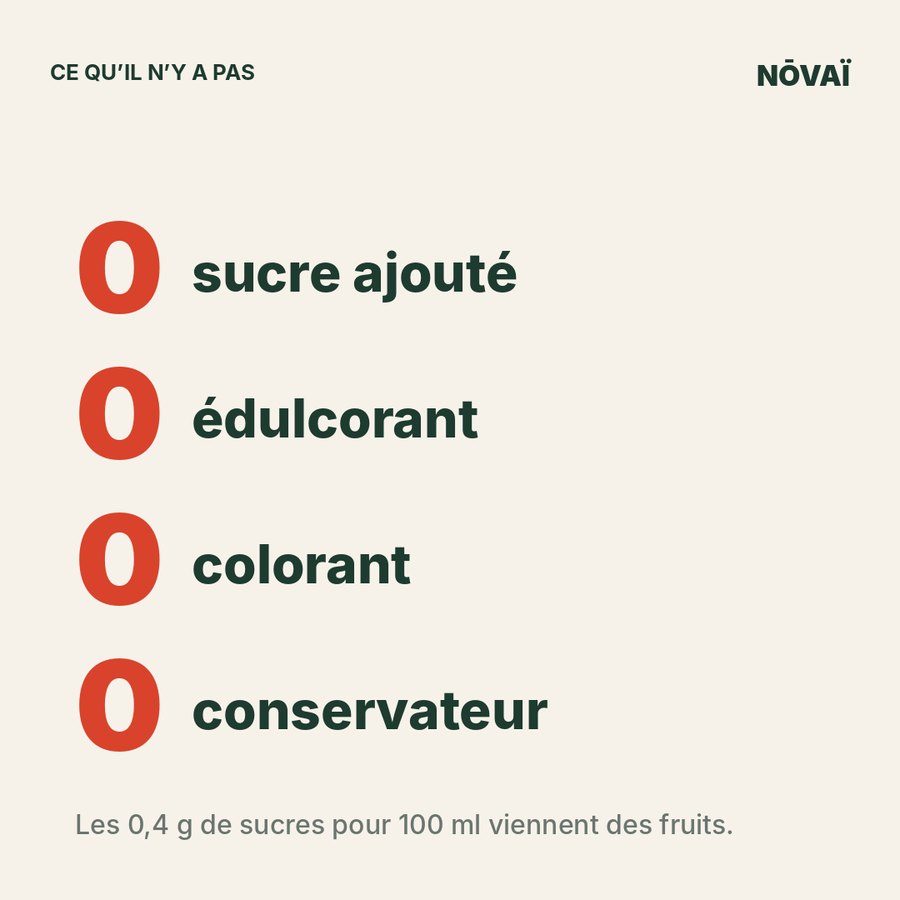 CE QU’IL N’Y A PAS
NŌVAÏ
0 sucre ajouté
0 édulcorant
0 colorant
0 conservateur
Les 0,4 g de sucres pour 100 ml viennent des fruits.